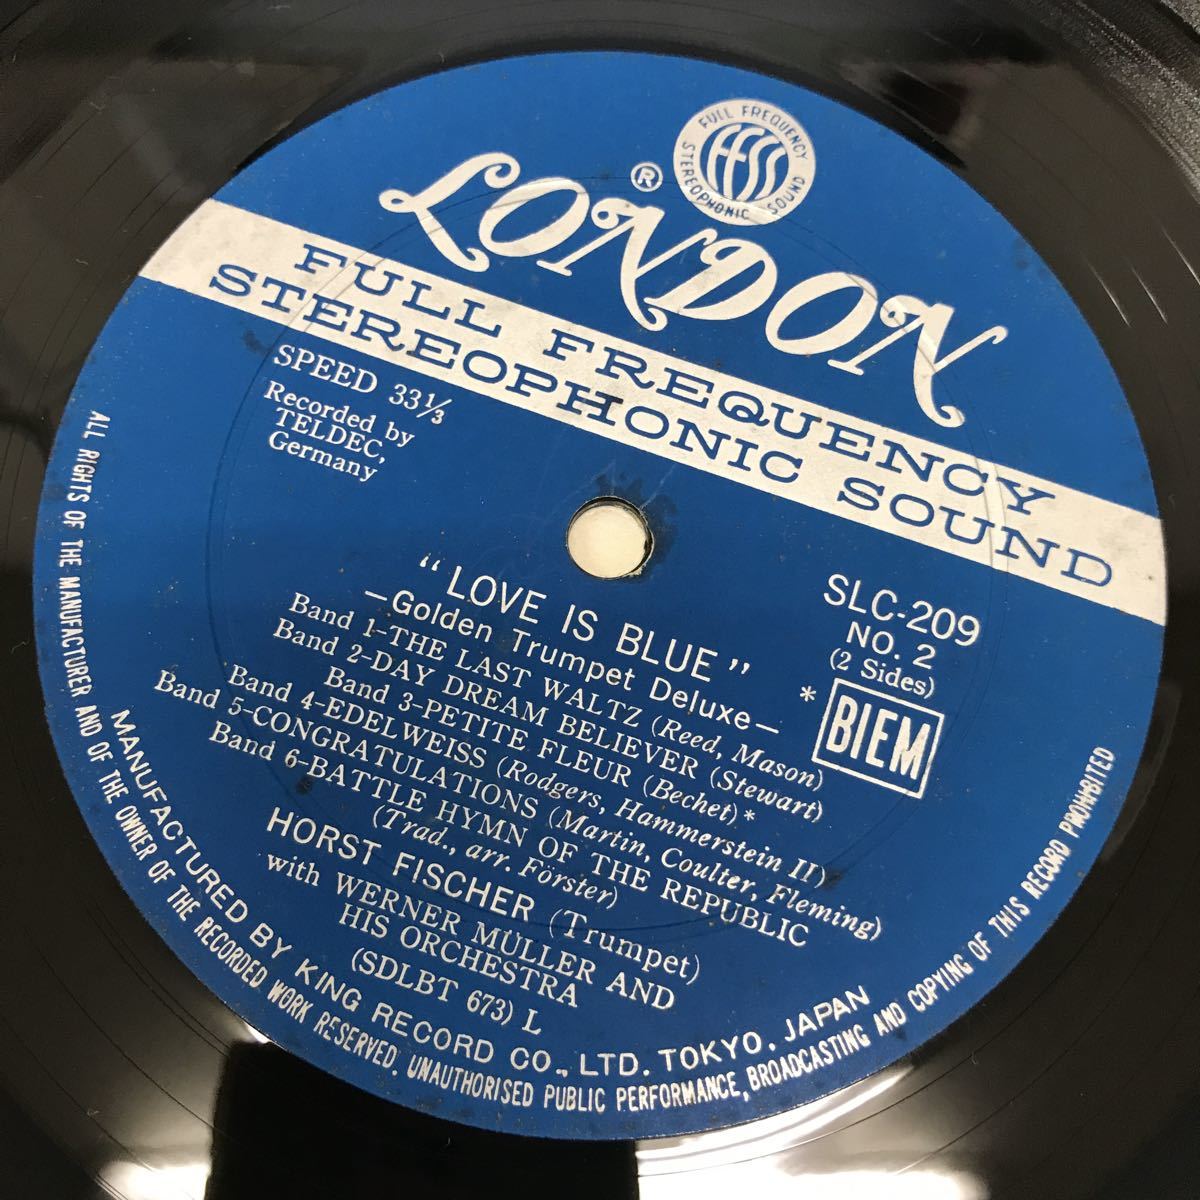 FULL FREQUENCY
FFSS
STEREOPHONIC SOUND
LONDON ®
FULL FREQUENCY
STEREOPHONIC SOUND
SPEED 33⅓
Recorded by
TELDEC,
Germany
SLC-209
NO. 2
(2 Sides)
* BIEM
"LOVE IS BLUE"
—Golden Trumpet Deluxe—
Band 1-THE LAST WALTZ (Reed, Mason)
Band 2-DAY DREAM BELIEVER (Stewart)
Band 3-PETITE FLEUR (Bechet)*
Band 4-EDELWEISS (Rodgers, Hammerstein II)
Band 5-CONGRATULATIONS (Martin, Coulter, Fleming)
Band 6-BATTLE HYMN OF THE REPUBLIC
(Trad., arr. Förster)
HORST FISCHER (Trumpet)
with WERNER MÜLLER AND
HIS ORCHESTRA
(SDLBT 673) L
MANUFACTURED BY KING RECORD CO., LTD. TOKYO. JAPAN
ALL RIGHTS OF THE MANUFACTURER AND OF THE OWNER OF THE RECORDED WORK RESERVED. UNAUTHORISED PUBLIC PERFORMANCE, BROADCASTING AND COPYING OF THIS RECORD PROHIBITED